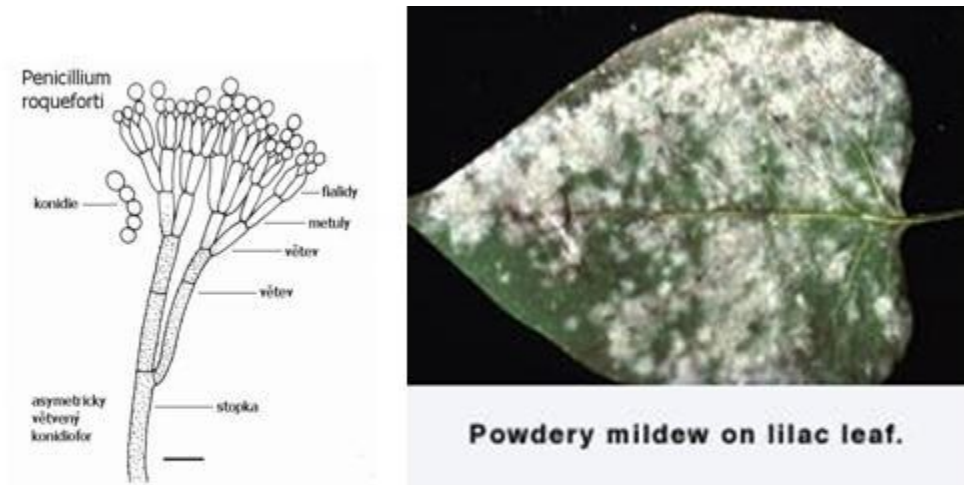 Penicillium
roqueforti
konidie
fialidy
metuly
větev
větev
asymetricky
větvený
konidiofor
stopka
Powdery mildew on lilac leaf.